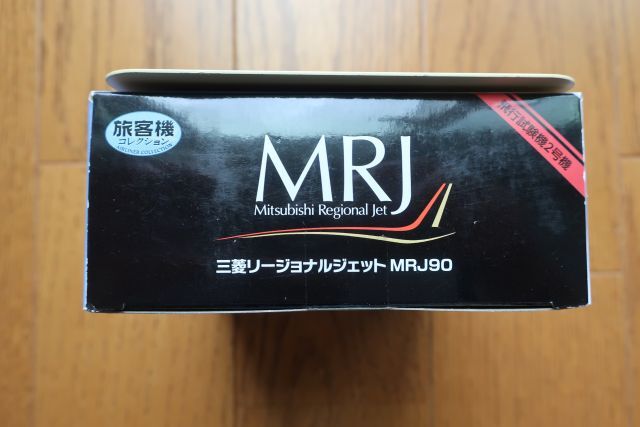 旅客機
コレクション
AIRLINER COLLECTION
飛行試験機2号機
MRJ
Mitsubishi Regional Jet
三菱リージョナルジェット MRJ90